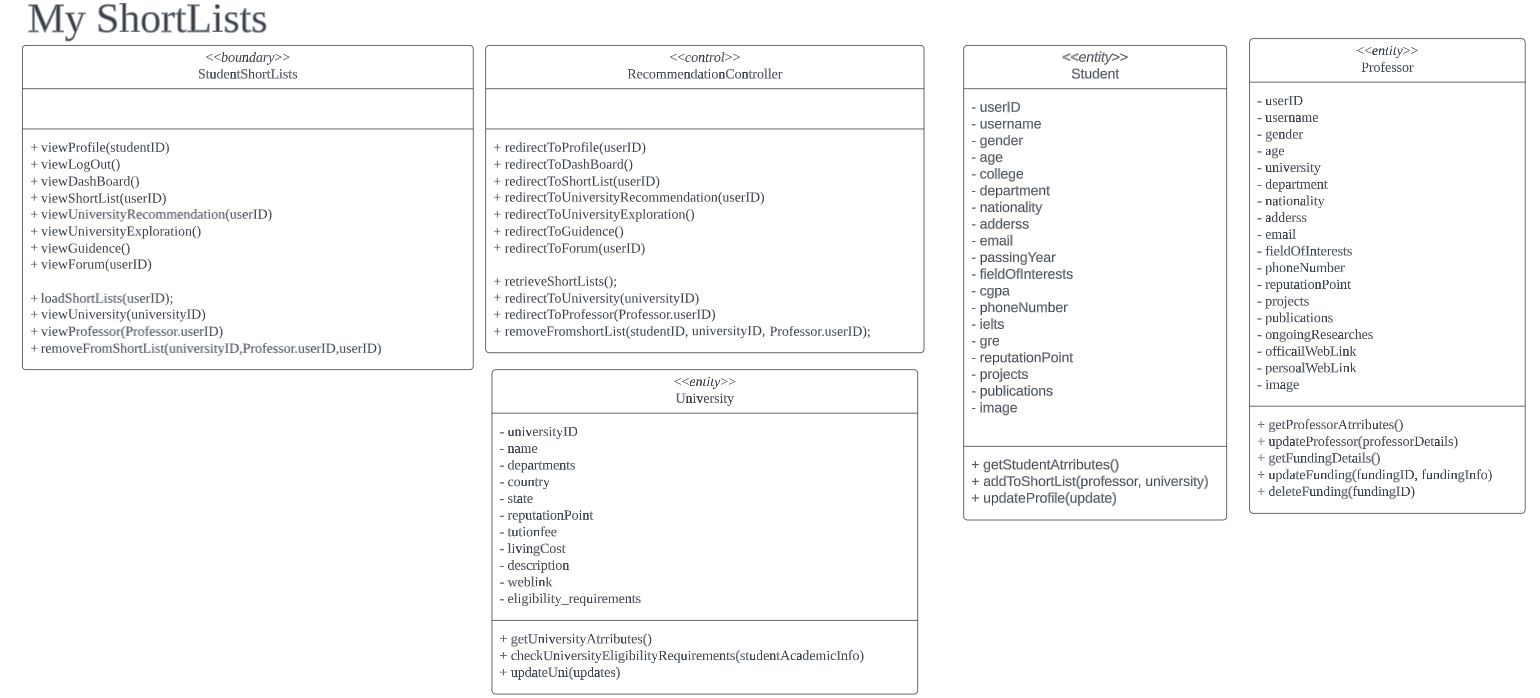 My ShortLists
<<boundary>>
StudentShortLists
+ viewProfile(studentID)
+ viewLogOut()
+ viewDashBoard()
+ viewShortList(userID)
+ viewUniversityRecommendation(userID)
+ viewUniversityExploration()
+ viewGuidence()
+ viewForum(userID)
+ loadShortLists(userID);
+ viewUniversity(universityID)
+ viewProfessor(Professor.userID)
+ removeFromShortList(universityID,Professor.userID,userID)
<<control>>
RecommendationController
+ redirectToProfile(userID)
+ redirectToDashBoard()
+ redirectToShortList(userID)
+ redirectToUniversityRecommendation(userID)
+ redirectToUniversityExploration()
+ redirectToGuidence()
+ redirectToForum(userID)
+ retrieveShortLists();
+ redirectToUniversity(universityID)
+ redirectToProfessor(Professor.userID)
+ removeFromshortList(studentID, universityID, Professor.userID);
<<entity>>
University
- universityID
- name
- departments
- country
- state
- reputationPoint
- tutionfee
- livingCost
- description
- weblink
- eligibility_requirements
+ getUniversityAtrributes()
+ checkUniversityEligibilityRequirements(studentAcademicInfo)
+ updateUni(updates)
<<entity>>
Student
- userID
- username
- gender
- age
- college
- department
- nationality
- adderss
- email
- passingYear
- fieldOfInterests
- cgpa
- phoneNumber
- ielts
- gre
- reputationPoint
- projects
- publications
- image
+ getStudentAtrributes()
+ addToShortList(professor, university)
+ updateProfile(update)
<<entity>>
Professor
- userID
- username
- gender
- age
- university
- department
- nationality
- adderss
- email
- fieldOfInterests
- phoneNumber
- reputationPoint
- projects
- publications
- ongoingResearches
- officailWebLink
- persoalWebLink
- image
+ getProfessorAtrributes()
+ updateProfessor(professorDetails)
+ getFundingDetails()
+ updateFunding(fundingID, fundingInfo)
+ deleteFunding(fundingID)